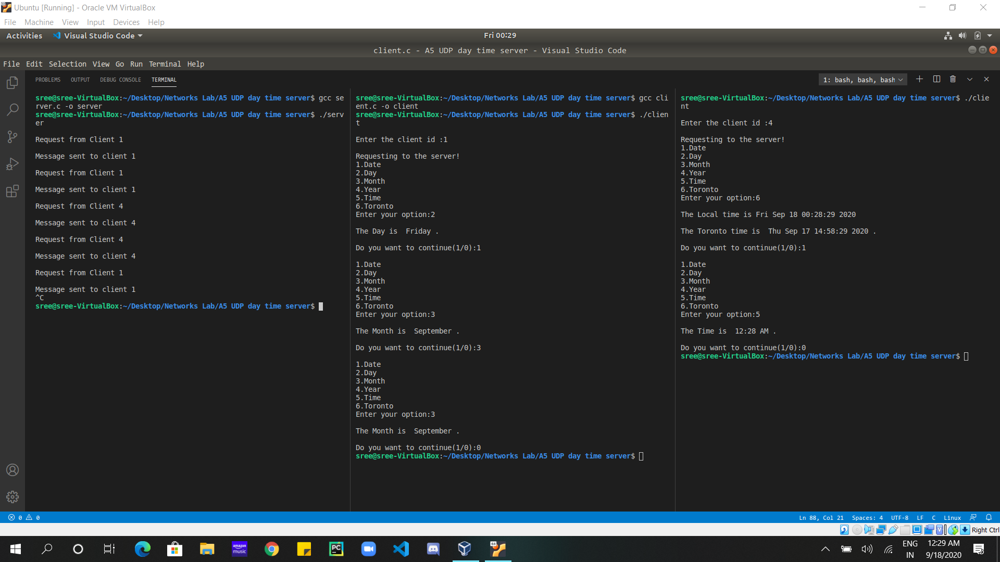 Ubuntu [Running] - Oracle VM VirtualBox
File Machine View Input Devices Help
Activities Visual Studio Code Fri 00:29
client.c - A5 UDP day time server - Visual Studio Code
File Edit Selection View Go Run Terminal Help
PROBLEMS OUTPUT DEBUG CONSOLE TERMINAL 1: bash, bash, bash
sree@sree-VirtualBox:~/Desktop/Networks Lab/A5 UDP day time server$ gcc se
rver.c -o server
sree@sree-VirtualBox:~/Desktop/Networks Lab/A5 UDP day time server$ ./serv
er
Request from Client 1
Message sent to client 1
Request from Client 1
Message sent to client 1
Request from Client 4
Message sent to client 4
Request from Client 4
Message sent to client 4
Request from Client 1
Message sent to client 1
^C
sree@sree-VirtualBox:~/Desktop/Networks Lab/A5 UDP day time server$
sree@sree-VirtualBox:~/Desktop/Networks Lab/A5 UDP day time server$ gcc cli
ent.c -o client
sree@sree-VirtualBox:~/Desktop/Networks Lab/A5 UDP day time server$ ./clien
t
Enter the client id :1
Requesting to the server!
1.Date
2.Day
3.Month
4.Year
5.Time
6.Toronto
Enter your option:2
The Day is  Friday .
Do you want to continue(1/0):1
1.Date
2.Day
3.Month
4.Year
5.Time
6.Toronto
Enter your option:3
The Month is  September .
Do you want to continue(1/0):3
1.Date
2.Day
3.Month
4.Year
5.Time
6.Toronto
Enter your option:3
The Month is  September .
Do you want to continue(1/0):0
sree@sree-VirtualBox:~/Desktop/Networks Lab/A5 UDP day time server$
sree@sree-VirtualBox:~/Desktop/Networks Lab/A5 UDP day time server$ ./clie
nt
Enter the client id :4
Requesting to the server!
1.Date
2.Day
3.Month
4.Year
5.Time
6.Toronto
Enter your option:6
The Local time is Fri Sep 18 00:28:29 2020
The Toronto time is  Thu Sep 17 14:58:29 2020 .
Do you want to continue(1/0):1
1.Date
2.Day
3.Month
4.Year
5.Time
6.Toronto
Enter your option:5
The Time is  12:28 AM .
Do you want to continue(1/0):0
sree@sree-VirtualBox:~/Desktop/Networks Lab/A5 UDP day time server$
0 0 Ln 88, Col 21 Spaces: 4 UTF-8 LF C Linux
Right Ctrl
amazon music PC 64 ENG IN 12:29 AM 9/18/2020